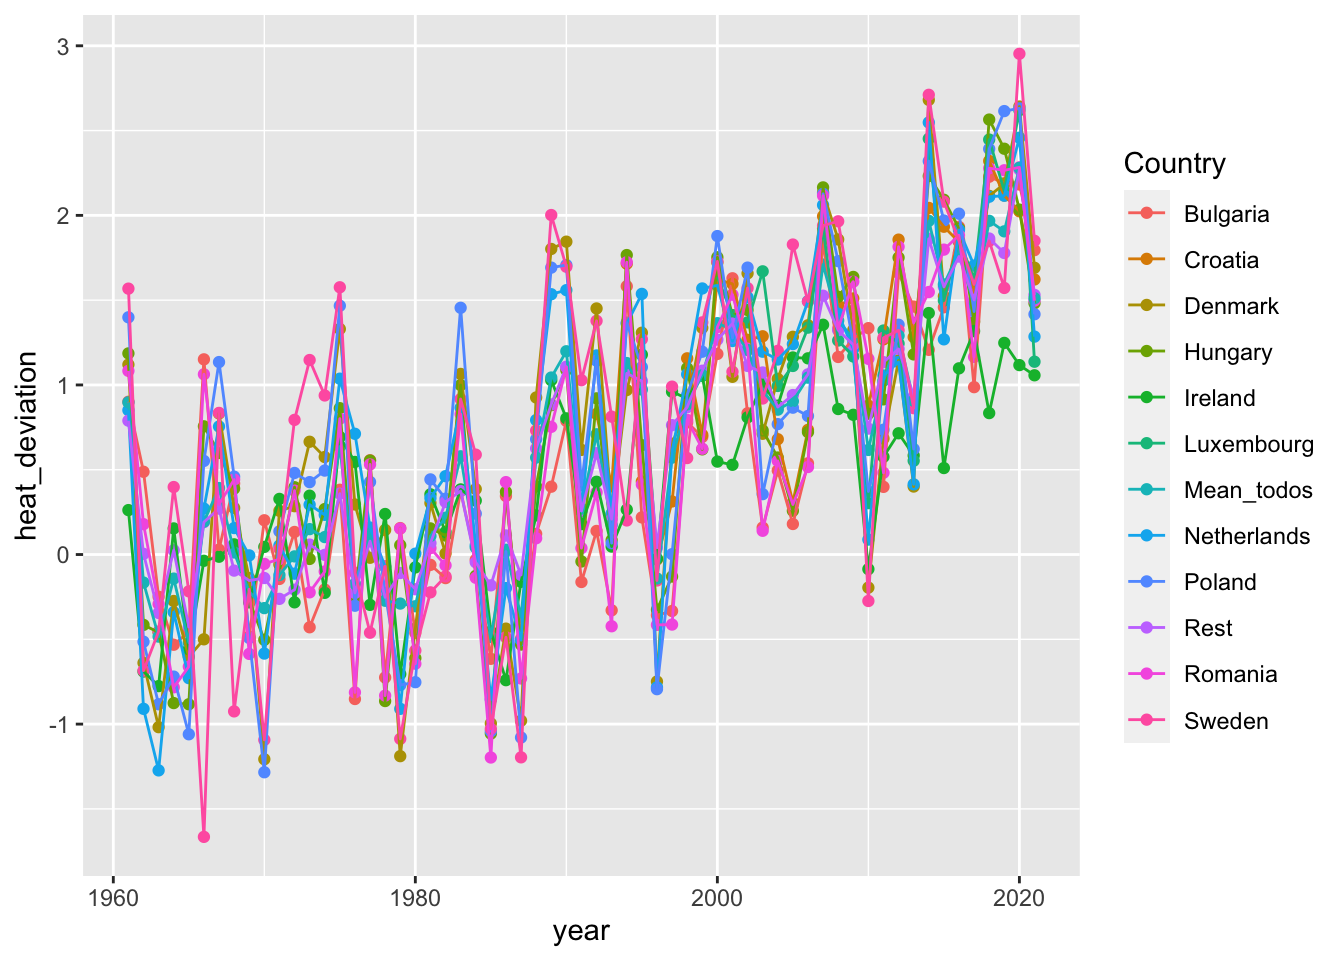 3
2
1
0
-1
heat_deviation
1960
1980
2000
2020
year
Country
Bulgaria
Croatia
Denmark
Hungary
Ireland
Luxembourg
Mean_todos
Netherlands
Poland
Rest
Romania
Sweden